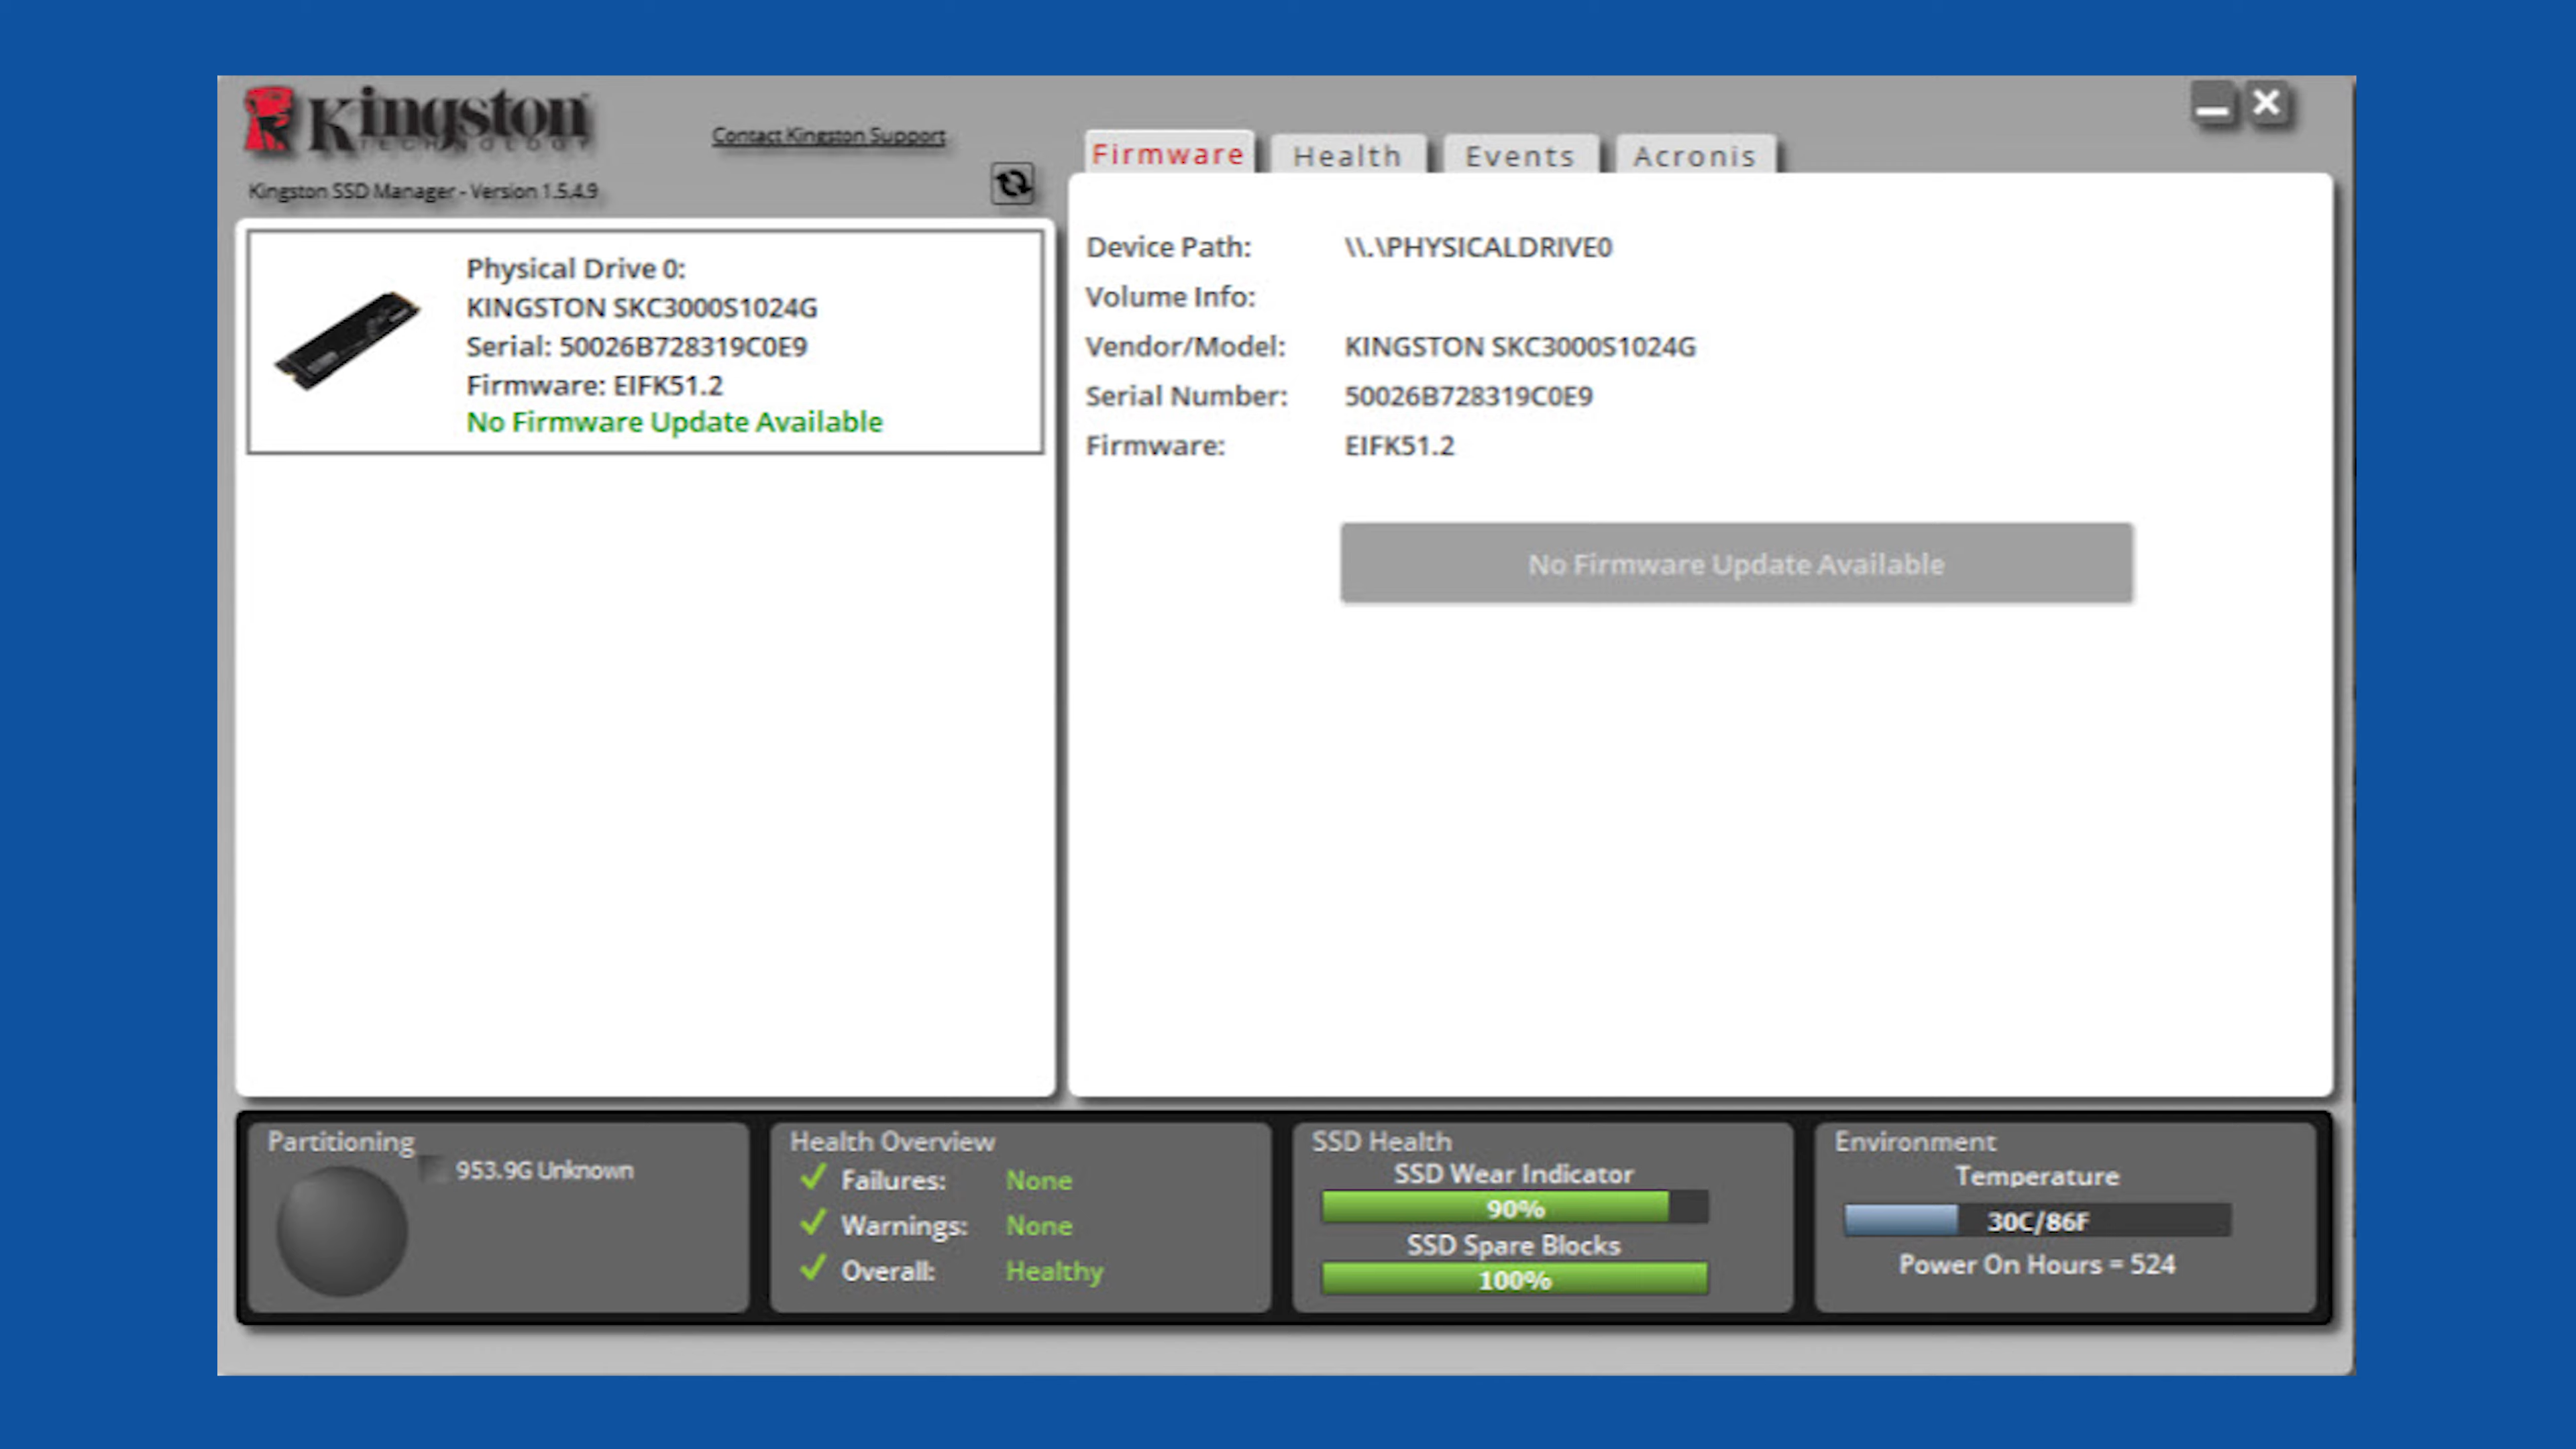 Kingston
TECHNOLOGY
Contact Kingston Support
Kingston SSD Manager - Version 1.5.4.9
Firmware
Health
Events
Acronis
Physical Drive 0:
KINGSTON SKC3000S1024G
Serial: 50026B728319C0E9
Firmware: EIFK51.2
No Firmware Update Available
Device Path: \\.\PHYSICALDRIVE0
Volume Info:
Vendor/Model: KINGSTON SKC3000S1024G
Serial Number: 50026B728319C0E9
Firmware: EIFK51.2
No Firmware Update Available
Partitioning
953.9G Unknown
Health Overview
Failures: None
Warnings: None
Overall: Healthy
SSD Health
SSD Wear Indicator
90%
SSD Spare Blocks
100%
Environment
Temperature
30C/86F
Power On Hours = 524